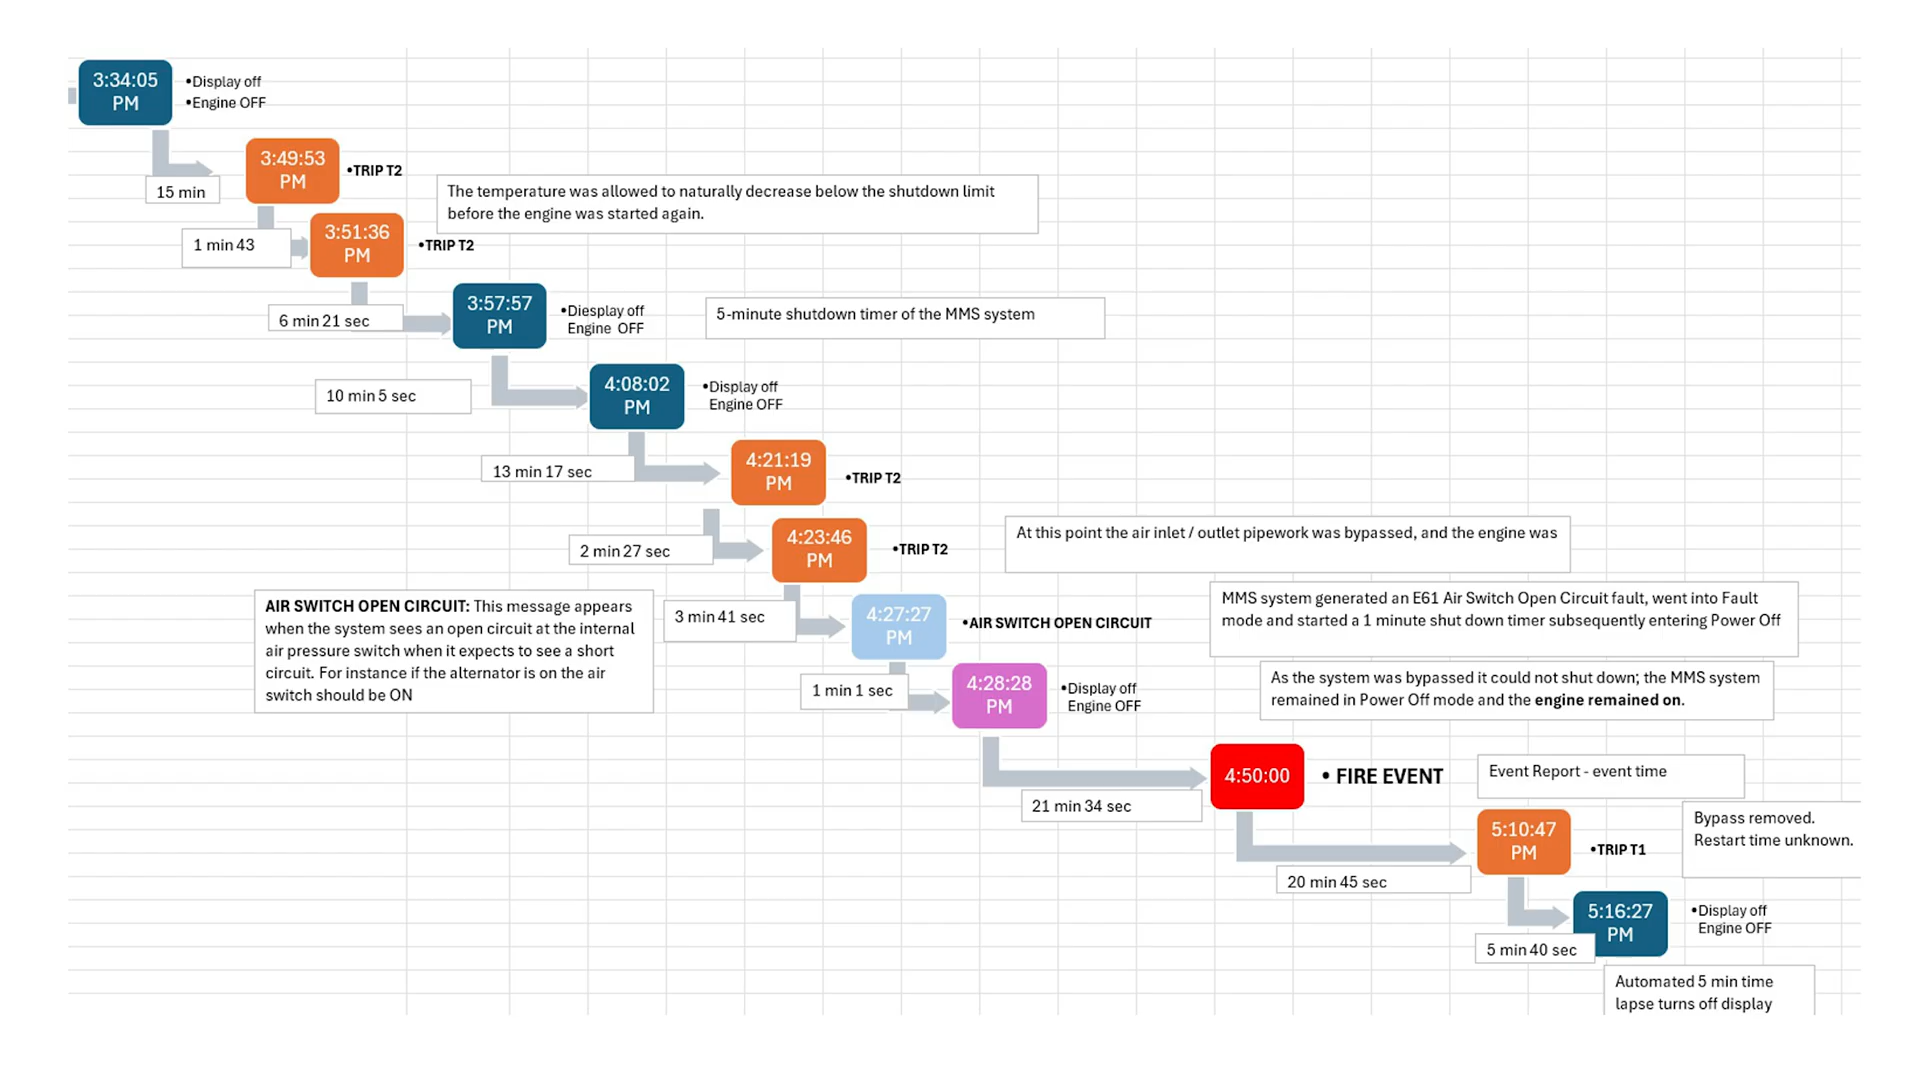 3:34:05
PM
•Display off
•Engine OFF
15 min
3:49:53
PM
•TRIP T2
The temperature was allowed to naturally decrease below the shutdown limit
before the engine was started again.
1 min 43
3:51:36
PM
•TRIP T2
6 min 21 sec
3:57:57
PM
•Diesplay off
Engine OFF
5-minute shutdown timer of the MMS system
10 min 5 sec
4:08:02
PM
•Display off
Engine OFF
13 min 17 sec
4:21:19
PM
•TRIP T2
2 min 27 sec
4:23:46
PM
•TRIP T2
At this point the air inlet / outlet pipework was bypassed, and the engine was
AIR SWITCH OPEN CIRCUIT: This message appears
when the system sees an open circuit at the internal
air pressure switch when it expects to see a short
circuit. For instance if the alternator is on the air
switch should be ON
3 min 41 sec
4:27:27
PM
•AIR SWITCH OPEN CIRCUIT
MMS system generated an E61 Air Switch Open Circuit fault, went into Fault
mode and started a 1 minute shut down timer subsequently entering Power Off
1 min 1 sec
4:28:28
PM
•Display off
Engine OFF
As the system was bypassed it could not shut down; the MMS system
remained in Power Off mode and the engine remained on.
21 min 34 sec
4:50:00
• FIRE EVENT
Event Report - event time
20 min 45 sec
5:10:47
PM
•TRIP T1
Bypass removed.
Restart time unknown.
5 min 40 sec
5:16:27
PM
•Display off
Engine OFF
Automated 5 min time
lapse turns off display